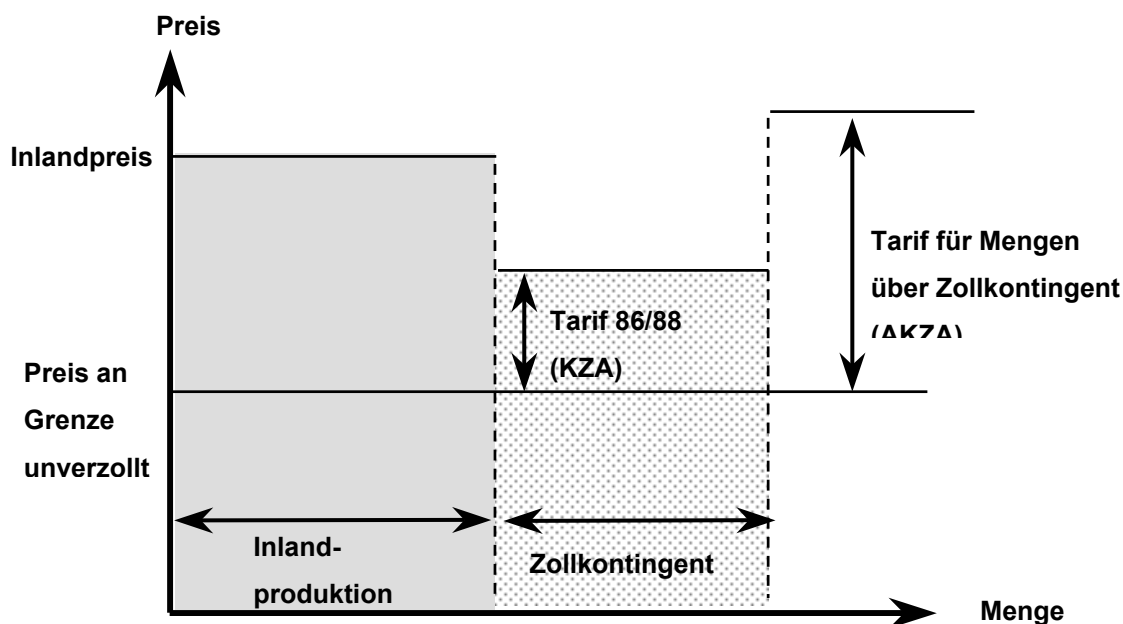 Preis
Inlandpreis
Tarif für Mengen
über Zollkontingent
(AKZA)
Tarif 86/88
(KZA)
Preis an
Grenze
unverzollt
Inland-
produktion
Zollkontingent
Menge